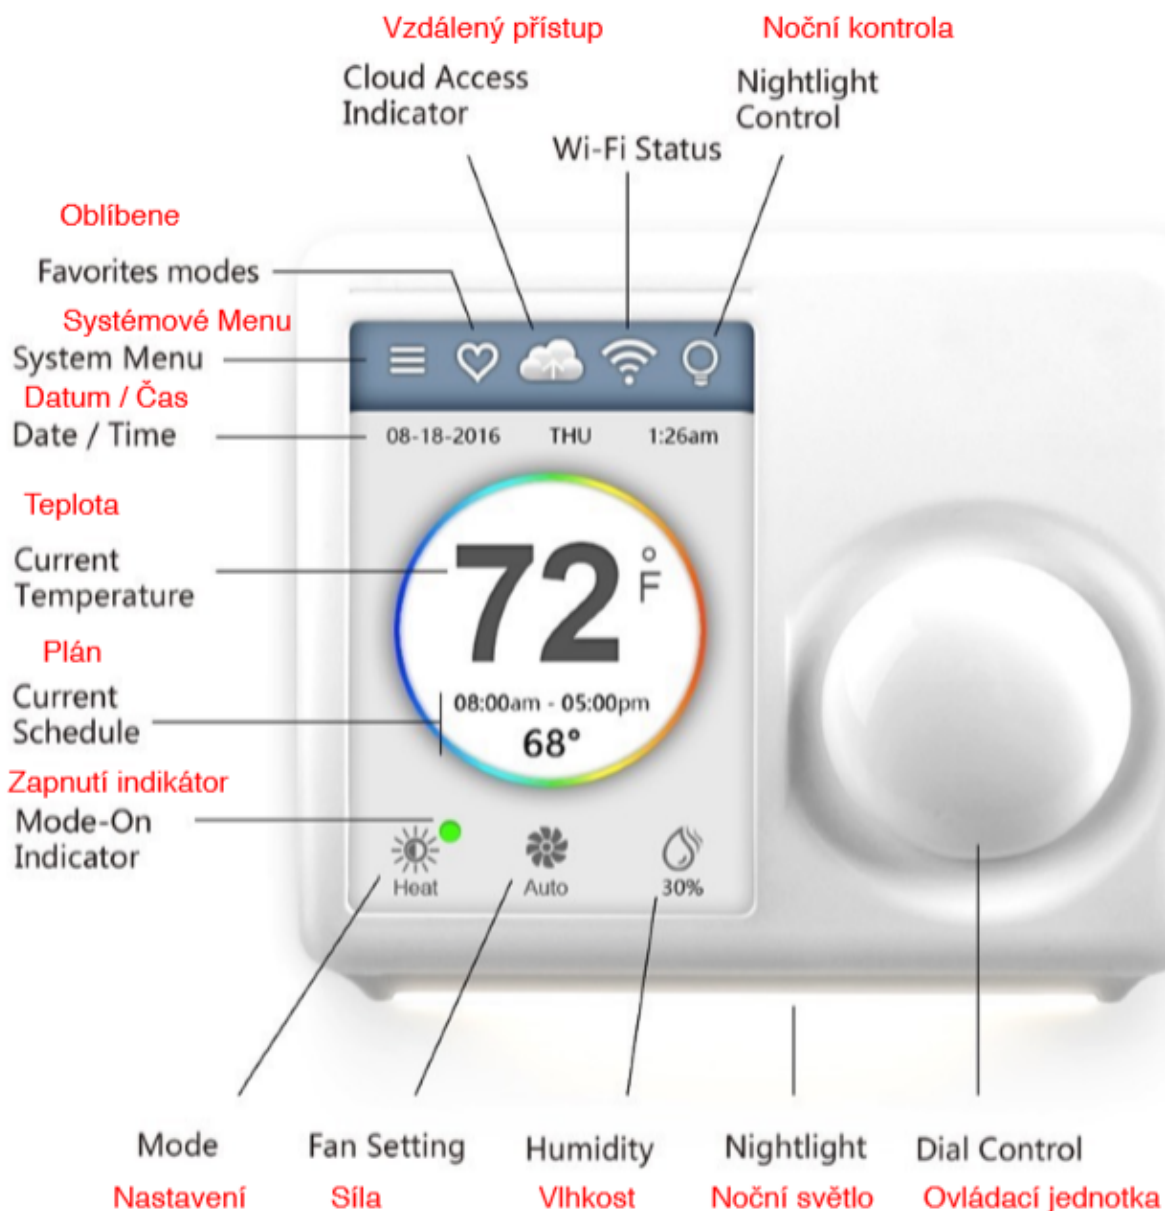 Vzdálený přístup
Noční kontrola
Cloud Access
Indicator
Nightlight
Control
Wi-Fi Status
Oblíbene
Favorites modes
Systémové Menu
System Menu
Datum / Čas
Date / Time
08-18-2016 THU 1:26am
Teplota
Current
Temperature
72 °F
Plán
Current
Schedule
08:00am - 05:00pm
68°
Zapnutí indikátor
Mode-On
Indicator
Heat
Auto
30%
Mode
Fan Setting
Humidity
Nightlight
Dial Control
Nastavení
Síla
Vlhkost
Noční světlo
Ovládací jednotka